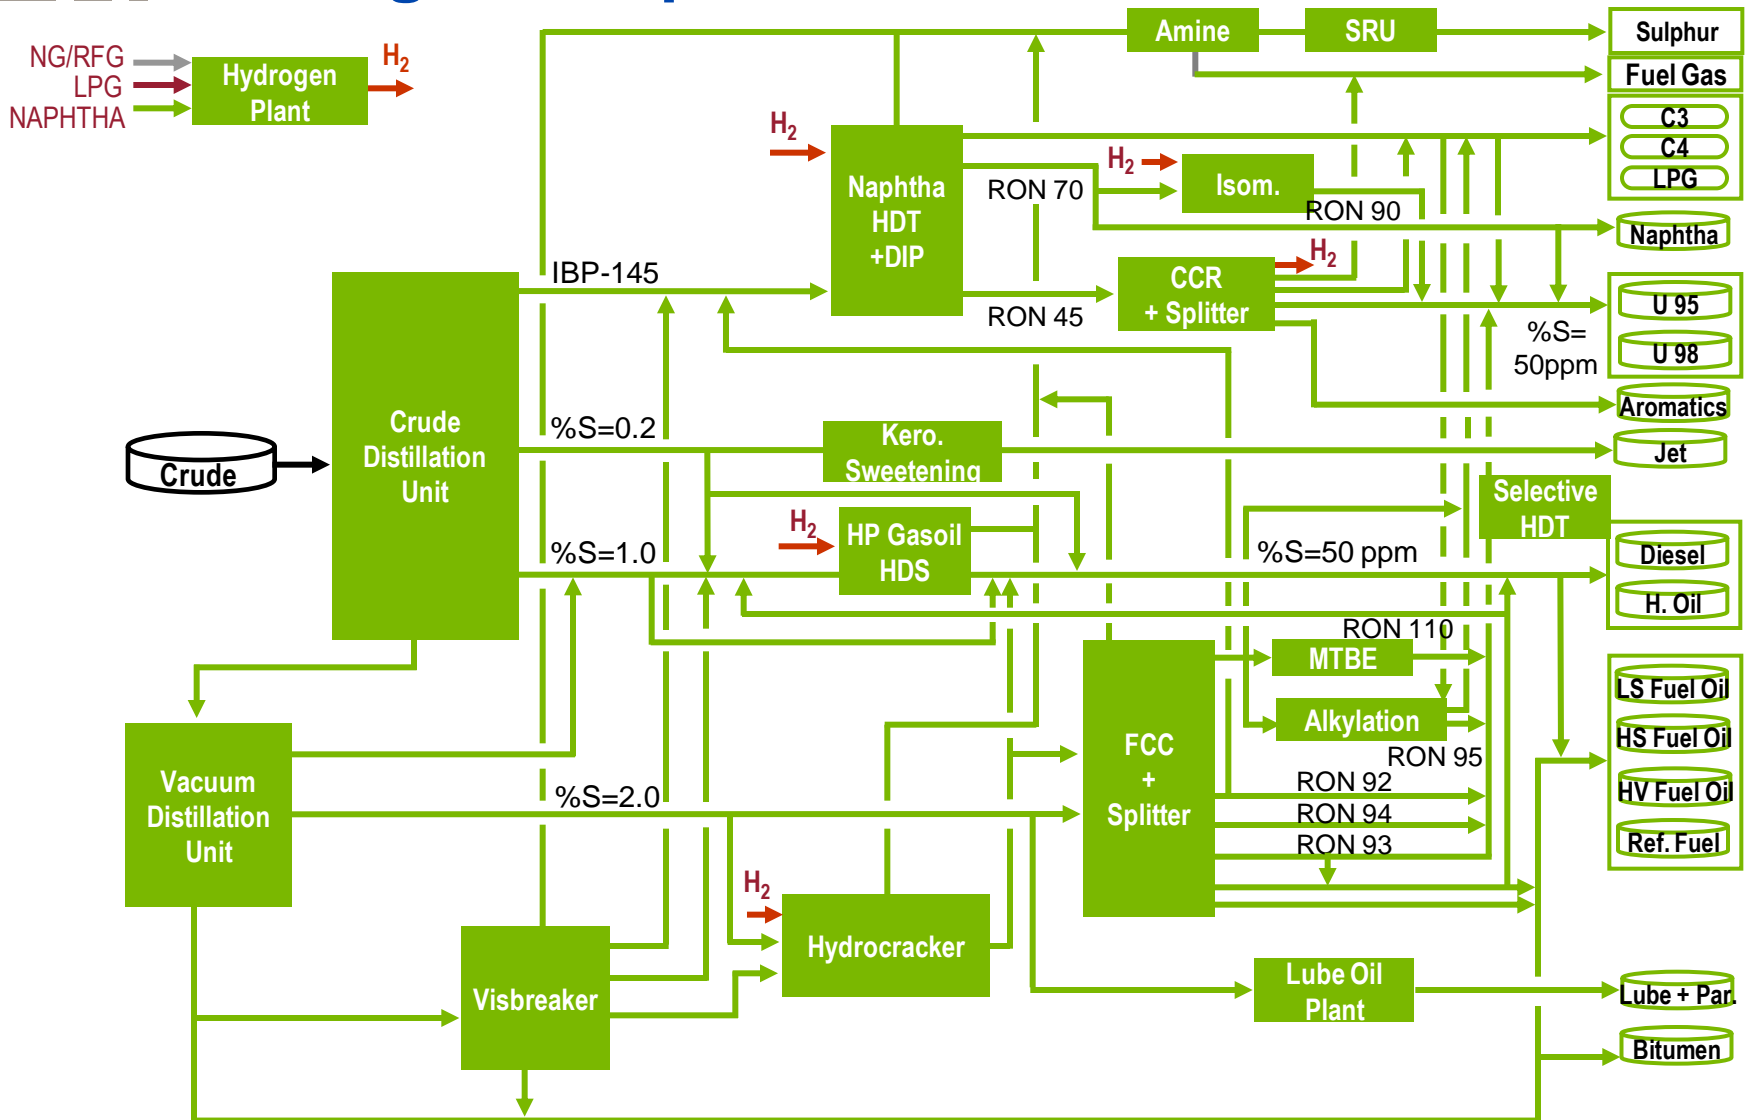 NG/RFG
LPG
NAPHTHA
Hydrogen
Plant
H2
Amine
SRU
Sulphur
Fuel Gas
C3
C4
LPG
H2
Naphtha
HDT
+DIP
RON 70
H2
Isom.
RON 90
Naphtha
IBP-145
RON 45
CCR
+ Splitter
H2
%S=
50ppm
U 95
U 98
Aromatics
Crude
Crude
Distillation
Unit
%S=0.2
Kero.
Sweetening
Jet
Selective
HDT
%S=1.0
H2
HP Gasoil
HDS
%S=50 ppm
Diesel
H. Oil
RON 110
MTBE
Alkylation
RON 95
FCC
+
Splitter
RON 92
RON 94
RON 93
LS Fuel Oil
HS Fuel Oil
HV Fuel Oil
Ref. Fuel
Vacuum
Distillation
Unit
%S=2.0
H2
Hydrocracker
Visbreaker
Lube Oil
Plant
Lube + Par.
Bitumen